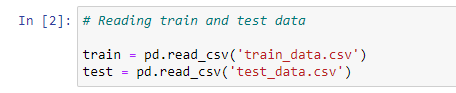 In [2]: # Reading train and test data
train = pd.read_csv('train_data.csv')
test = pd.read_csv('test_data.csv')